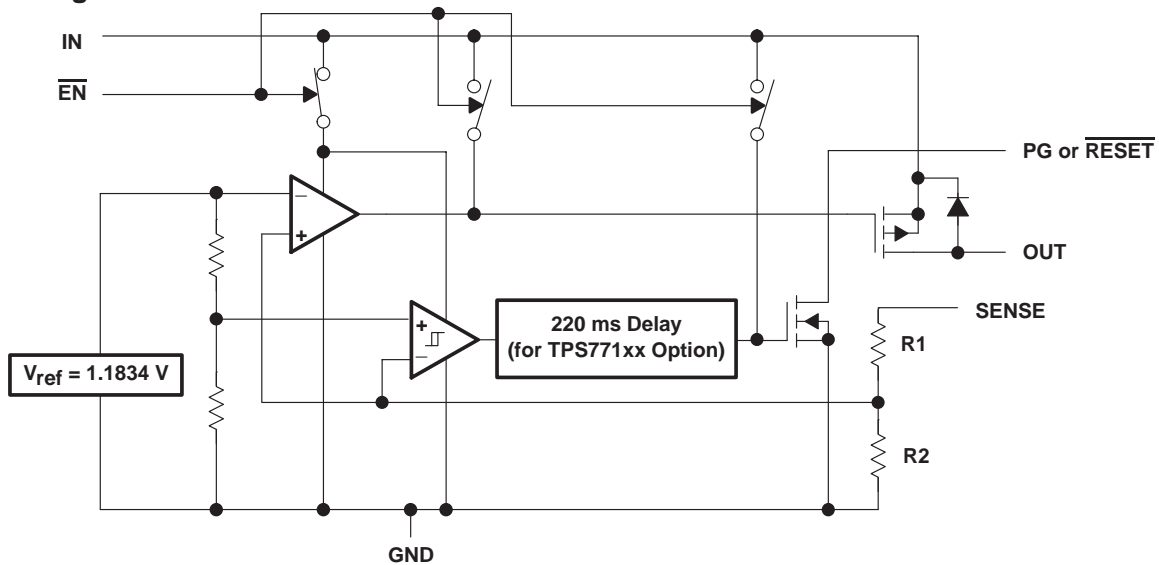 IN
EN
PG or RESET
OUT
SENSE
220 ms Delay
(for TPS771xx Option)
R1
Vref = 1.1834 V
R2
GND